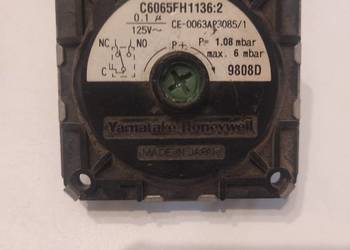 C6065FH1136:2
0.1 µ CE-0063AP3085/1
125V~
NC NO P+ P= 1.08 mbar
max. 6 mbar
C 9808D
Yamatake-Honeywell
MADE IN JAPAN